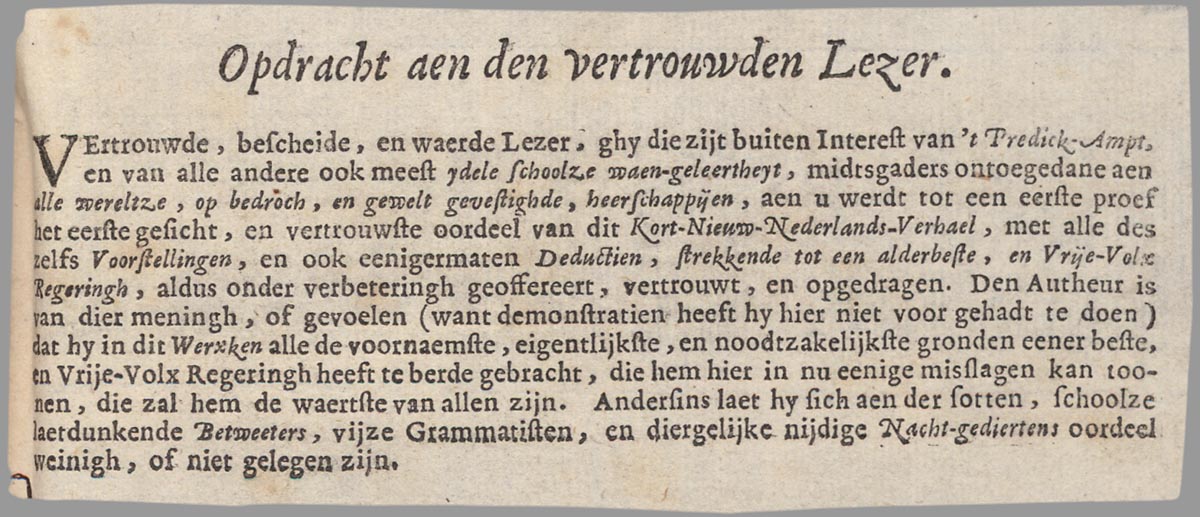 Opdracht aen den vertrouwden Lezer.
VErtrouwde, beſcheide, en waerde Lezer, ghy die zijt buiten Intereſt van 't Predick-Ampt,
en van alle andere ook meeſt ydele ſchoolze waen-geleertheyt, midtsgaders ontoegedane aen
alle wereltze, op bedroch, en gewelt geveſtighde, heerſchappijen, aen u werdt tot een eerſte proef
het eerſte geſicht, en vertrouwſte oordeel van dit Kort-Nieuw-Nederlands-Verhael, met alle des
zelfs Voorſtellingen, en ook eenigermaten Deductien, ſtrekkende tot een alderbeſte, en Vrije-Volx
Regeringh, aldus onder verbeteringh geoffereert, vertrouwt, en opgedragen. Den Autheur is
van dier meningh, of gevoelen (want demonſtratien heeft hy hier niet voor gehadt te doen)
dat hy in dit Werxken alle de voornaemſte, eigentlijkſte, en noodtzakelijkſte gronden eener beſte,
en Vrije-Volx Regeringh heeft te berde gebracht, die hem hier in nu eenige misſlagen kan too-
nen, die zal hem de waertſte van allen zijn. Anderſins laet hy ſich aen der ſotten, ſchoolze
laetdunkende Betweeters, vijze Grammatiſten, en diergelijke nijdige Nacht-gediertens oordeel
weinigh, of niet gelegen zijn.